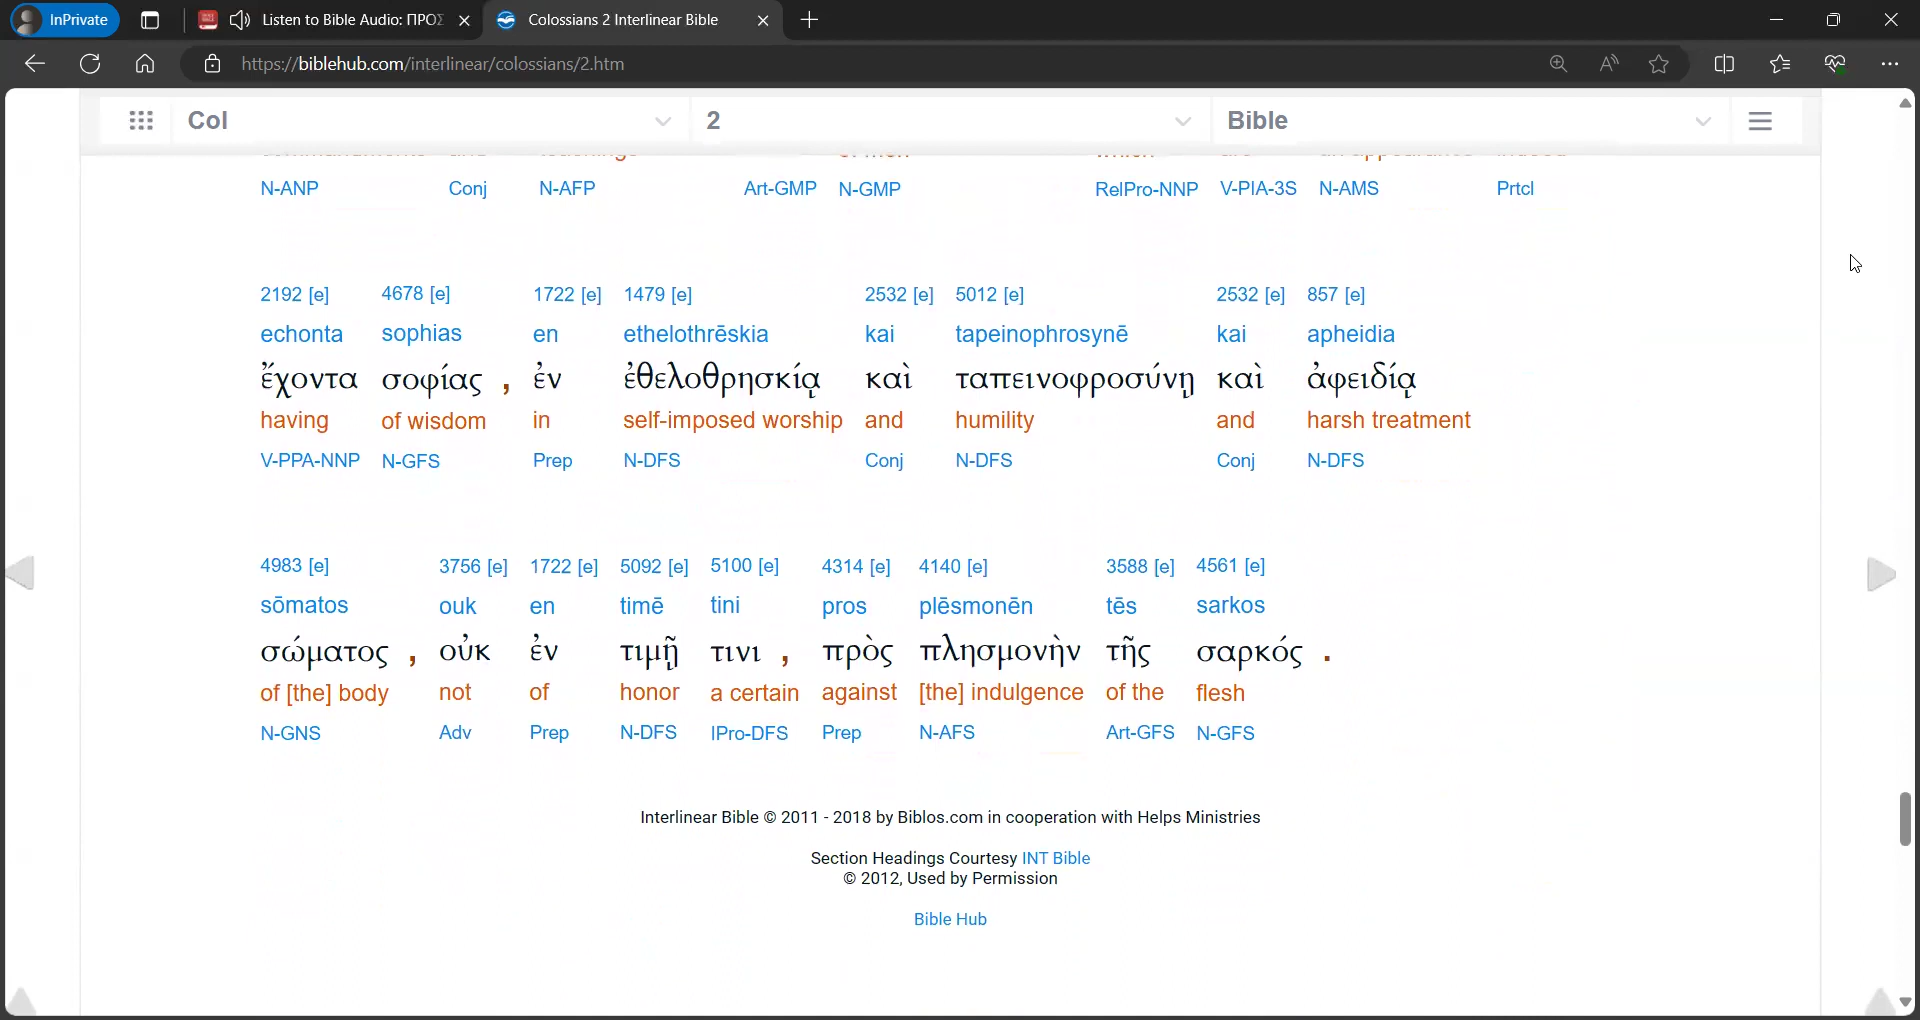 InPrivate
Listen to Bible Audio: ΠΡΟΣ
Colossians 2 Interlinear Bible
https://biblehub.com/interlinear/colossians/2.htm
Col 2 Bible
N-ANP Conj N-AFP Art-GMP N-GMP RelPro-NNP V-PIA-3S N-AMS Prtcl
2192 [e] 4678 [e] 1722 [e] 1479 [e] 2532 [e] 5012 [e] 2532 [e] 857 [e]
echonta sophias en ethelothrēskia kai tapeinophrosynē kai apheidia
ἔχοντα σοφίας , ἐν ἐθελοθρησκίᾳ καὶ ταπεινοφροσύνῃ καὶ ἀφειδίᾳ
having of wisdom in self-imposed worship and humility and harsh treatment
V-PPA-NNP N-GFS Prep N-DFS Conj N-DFS Conj N-DFS
4983 [e] 3756 [e] 1722 [e] 5092 [e] 5100 [e] 4314 [e] 4140 [e] 3588 [e] 4561 [e]
sōmatos ouk en timē tini pros plēsmonēn tēs sarkos
σώματος , οὐκ ἐν τιμῇ τινι , πρὸς πλησμονὴν τῆς σαρκός .
of [the] body not of honor a certain against [the] indulgence of the flesh
N-GNS Adv Prep N-DFS IPro-DFS Prep N-AFS Art-GFS N-GFS
Interlinear Bible © 2011 - 2018 by Biblos.com in cooperation with Helps Ministries
Section Headings Courtesy INT Bible
© 2012, Used by Permission
Bible Hub